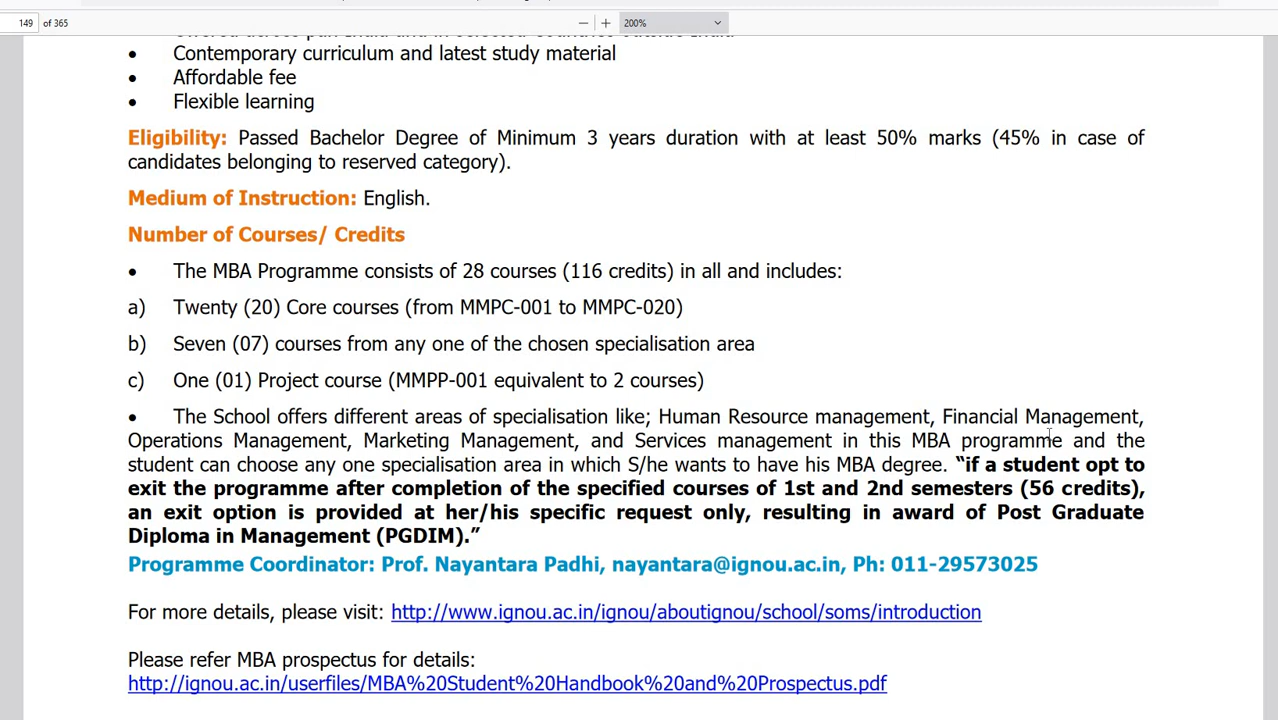 149 of 365
200%
Offered across pan India and in selected countries outside India
• Contemporary curriculum and latest study material
• Affordable fee
• Flexible learning
Eligibility: Passed Bachelor Degree of Minimum 3 years duration with at least 50% marks (45% in case of
candidates belonging to reserved category).
Medium of Instruction: English.
Number of Courses/ Credits
• The MBA Programme consists of 28 courses (116 credits) in all and includes:
a) Twenty (20) Core courses (from MMPC-001 to MMPC-020)
b) Seven (07) courses from any one of the chosen specialisation area
c) One (01) Project course (MMPP-001 equivalent to 2 courses)
• The School offers different areas of specialisation like; Human Resource management, Financial Management,
Operations Management, Marketing Management, and Services management in this MBA programme and the
student can choose any one specialisation area in which S/he wants to have his MBA degree. “if a student opt to
exit the programme after completion of the specified courses of 1st and 2nd semesters (56 credits),
an exit option is provided at her/his specific request only, resulting in award of Post Graduate
Diploma in Management (PGDIM).”
Programme Coordinator: Prof. Nayantara Padhi, nayantara@ignou.ac.in, Ph: 011-29573025
For more details, please visit: http://www.ignou.ac.in/ignou/aboutignou/school/soms/introduction
Please refer MBA prospectus for details:
http://ignou.ac.in/userfiles/MBA%20Student%20Handbook%20and%20Prospectus.pdf